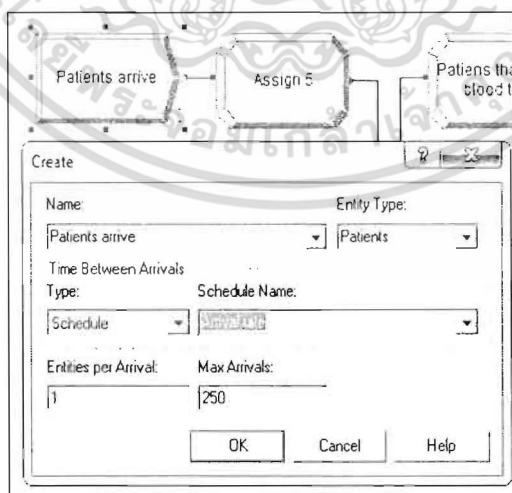 Patients arrive
Assign 5
Patiens tha
blood t
Create
Name:
Entity Type:
Patients arrive
Patients
Time Between Arrivals
Type:
Schedule Name:
Schedule
Entities per Arrival:
Max Arrivals:
1
250
OK
Cancel
Help